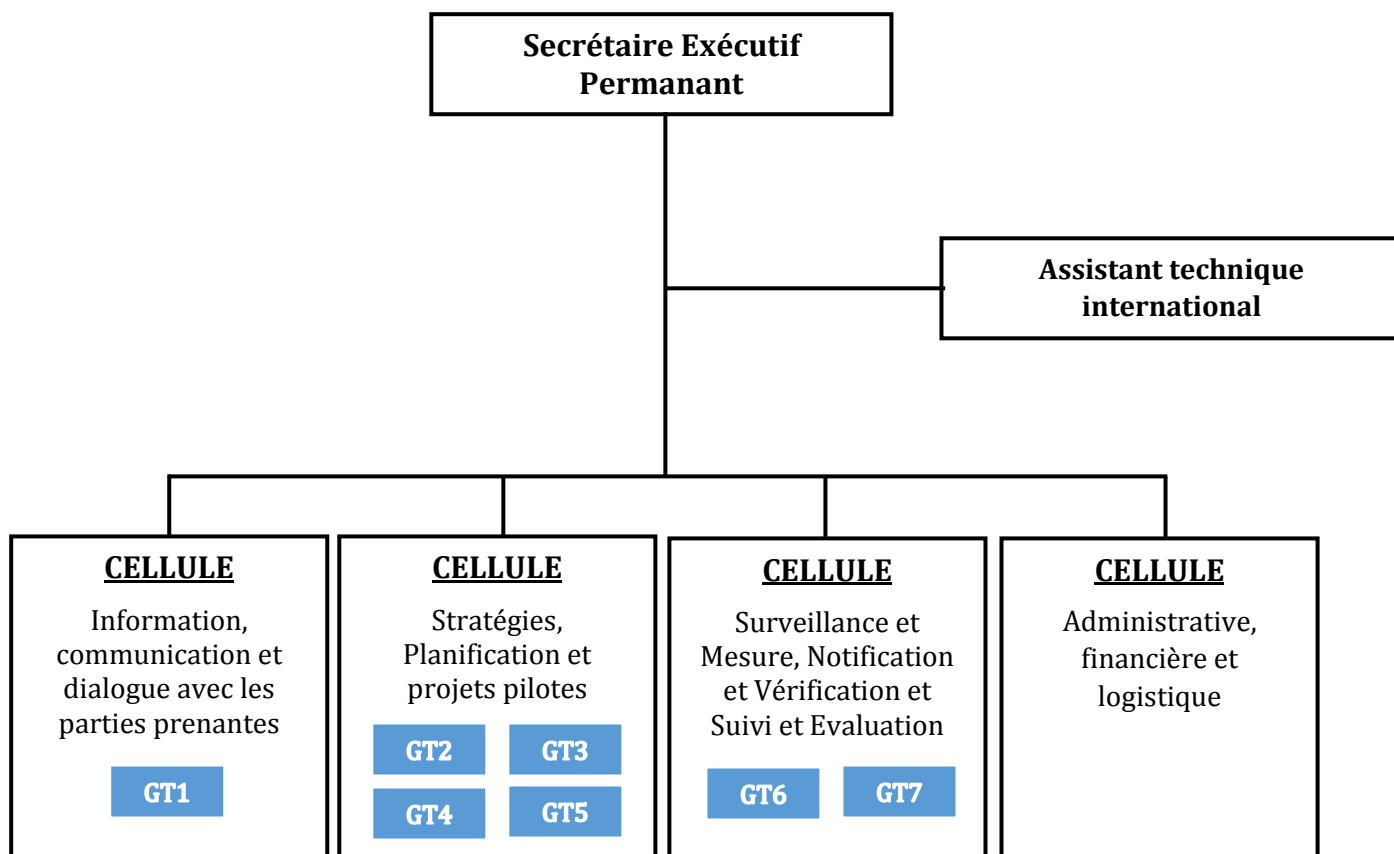 Secrétaire Exécutif
Permanant
Assistant technique
international
CELLULE
Information,
communication et
dialogue avec les
parties prenantes
GT1
CELLULE
Stratégies,
Planification et
projets pilotes
GT2
GT3
GT4
GT5
CELLULE
Surveillance et
Mesure, Notification
et Vérification et
Suivi et Evaluation
GT6
GT7
CELLULE
Administrative,
financière et
logistique